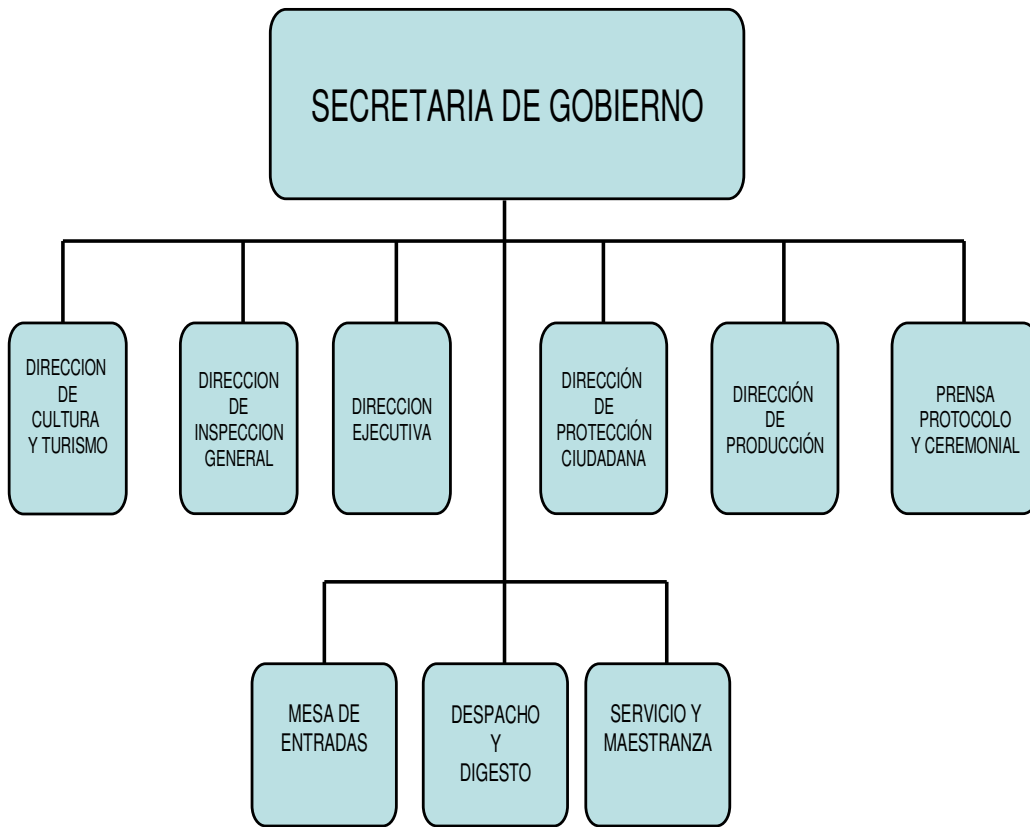 SECRETARIA DE GOBIERNO
DIRECCION
DE
CULTURA
Y TURISMO
DIRECCION
DE
INSPECCION
GENERAL
DIRECCION
EJECUTIVA
DIRECCIÓN
DE
PROTECCIÓN
CIUDADANA
DIRECCIÓN
DE
PRODUCCIÓN
PRENSA
PROTOCOLO
Y CEREMONIAL
MESA DE
ENTRADAS
DESPACHO
Y
DIGESTO
SERVICIO Y
MAESTRANZA